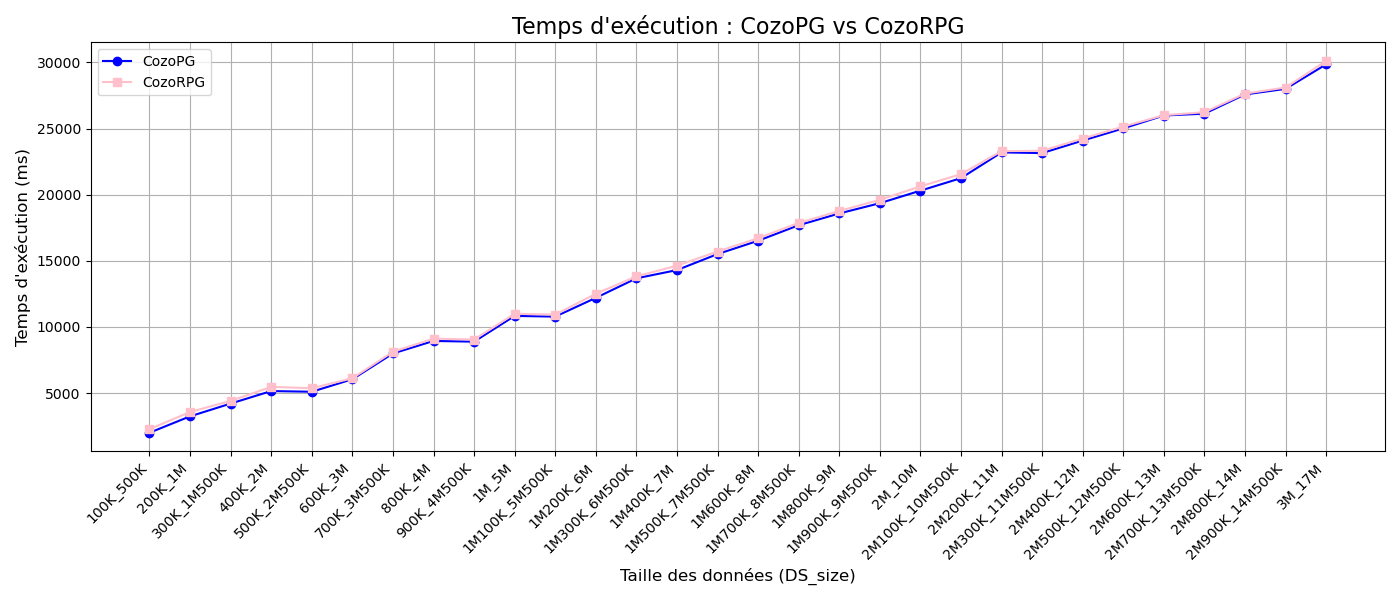 Temps d'exécution : CozoPG vs CozoRPG
CozoPG
CozoRPG
Temps d'exécution (ms)
30000
25000
20000
15000
10000
5000
100K_500K
200K_1M
300K_1M500K
400K_2M
500K_2M500K
600K_3M
700K_3M500K
800K_4M
900K_4M500K
1M_5M
1M100K_5M500K
1M200K_6M
1M300K_6M500K
1M400K_7M
1M500K_7M500K
1M600K_8M
1M700K_8M500K
1M800K_9M
1M900K_9M500K
2M_10M
2M100K_10M500K
2M200K_11M
2M300K_11M500K
2M400K_12M
2M500K_12M500K
2M600K_13M
2M700K_13M500K
2M800K_14M
2M900K_14M500K
3M_17M
Taille des données (DS_size)